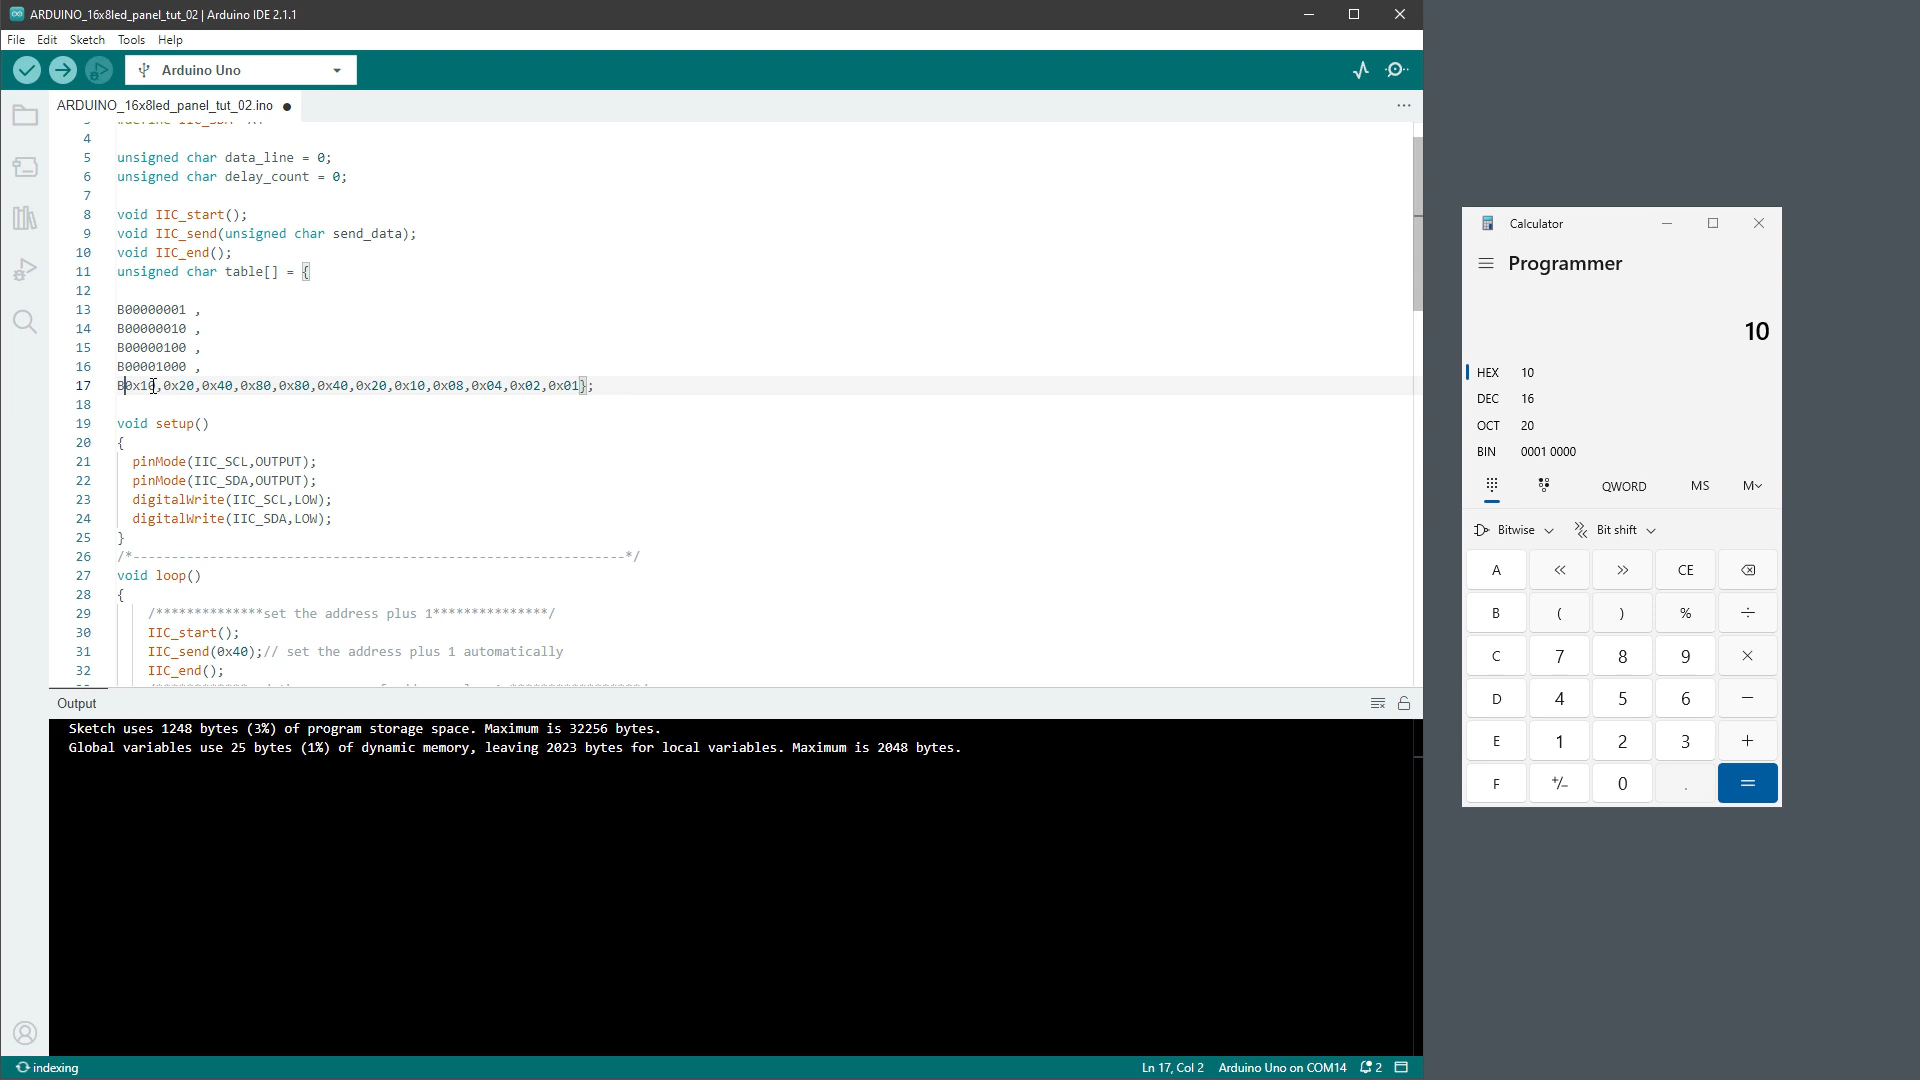 ARDUINO_16x8led_panel_tut_02 | Arduino IDE 2.1.1
File Edit Sketch Tools Help
Arduino Uno
ARDUINO_16x8led_panel_tut_02.ino
4
5 unsigned char data_line = 0;
6 unsigned char delay_count = 0;
7
8 void IIC_start();
9 void IIC_send(unsigned char send_data);
10 void IIC_end();
11 unsigned char table[] = {
12
13 B00000001 ,
14 B00000010 ,
15 B00000100 ,
16 B00001000 ,
17 B0x10,0x20,0x40,0x80,0x80,0x40,0x20,0x10,0x08,0x04,0x02,0x01};
18
19 void setup()
20 {
21 pinMode(IIC_SCL,OUTPUT);
22 pinMode(IIC_SDA,OUTPUT);
23 digitalWrite(IIC_SCL,LOW);
24 digitalWrite(IIC_SDA,LOW);
25 }
26 /*----------------------------------------------------------------*/
27 void loop()
28 {
29 /**************set the address plus 1***************/
30 IIC_start();
31 IIC_send(0x40);// set the address plus 1 automatically
32 IIC_end();
Output
Sketch uses 1248 bytes (3%) of program storage space. Maximum is 32256 bytes.
Global variables use 25 bytes (1%) of dynamic memory, leaving 2023 bytes for local variables. Maximum is 2048 bytes.
indexing
Ln 17, Col 2 Arduino Uno on COM14 2
Calculator
Programmer
10
HEX 10
DEC 16
OCT 20
BIN 0001 0000
QWORD MS M
Bitwise Bit shift
A << >> CE
B ( ) % ÷
C 7 8 9 ×
D 4 5 6 −
E 1 2 3 +
F +/− 0 . =